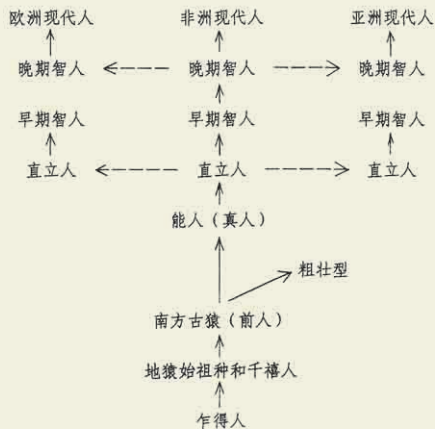 欧洲现代人 非洲现代人 亚洲现代人
晚期智人 晚期智人 晚期智人
早期智人 早期智人 早期智人
直立人 直立人 直立人
能人（真人）
粗壮型
南方古猿（前人）
地猿始祖种和千禧人
乍得人